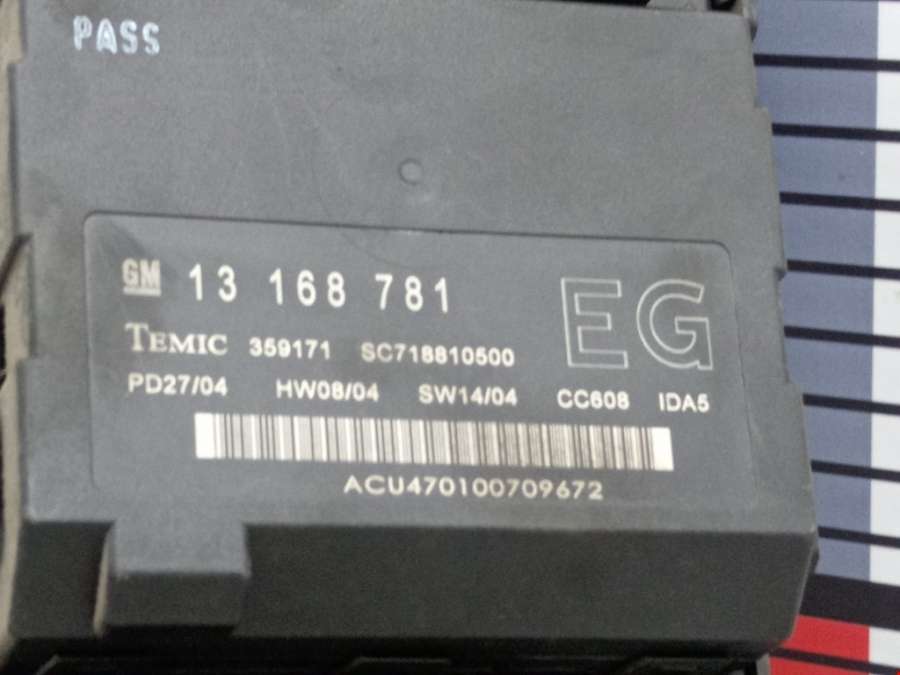 PASS
GM 13 168 781
EG
TEMIC 359171 SC718810500
PD27/04 HW08/04 SW14/04 CC608 IDA5
ACU470100709672